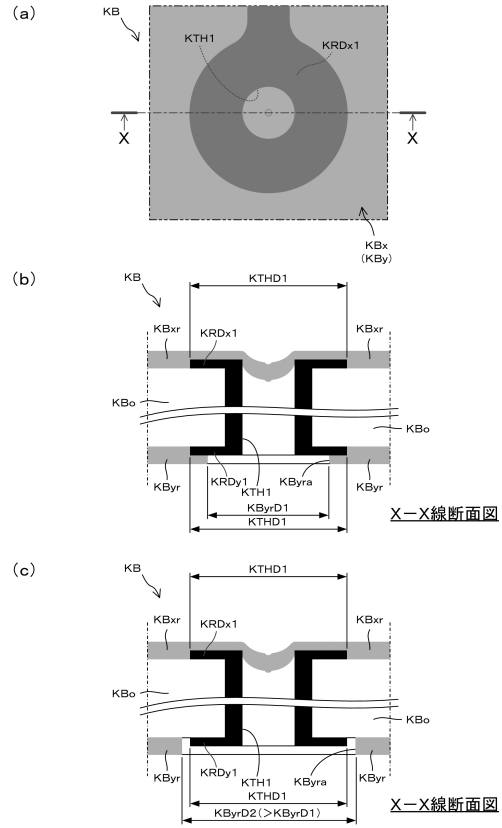 (a)
KB
KTH1
KRDx1
X
X
KBx
(KBy)
(b)
KB
KTHD1
KBxr
KRDx1
KBxr
KBo
KBo
KByr
KRDy1
KTH1
KByra
KByr
KByrD1
KTHD1
X－X線断面図
(c)
KB
KTHD1
KBxr
KRDx1
KBxr
KBo
KBo
KByr
KRDy1
KTH1
KByra
KByr
KTHD1
KByrD2(>KByrD1)
X－X線断面図